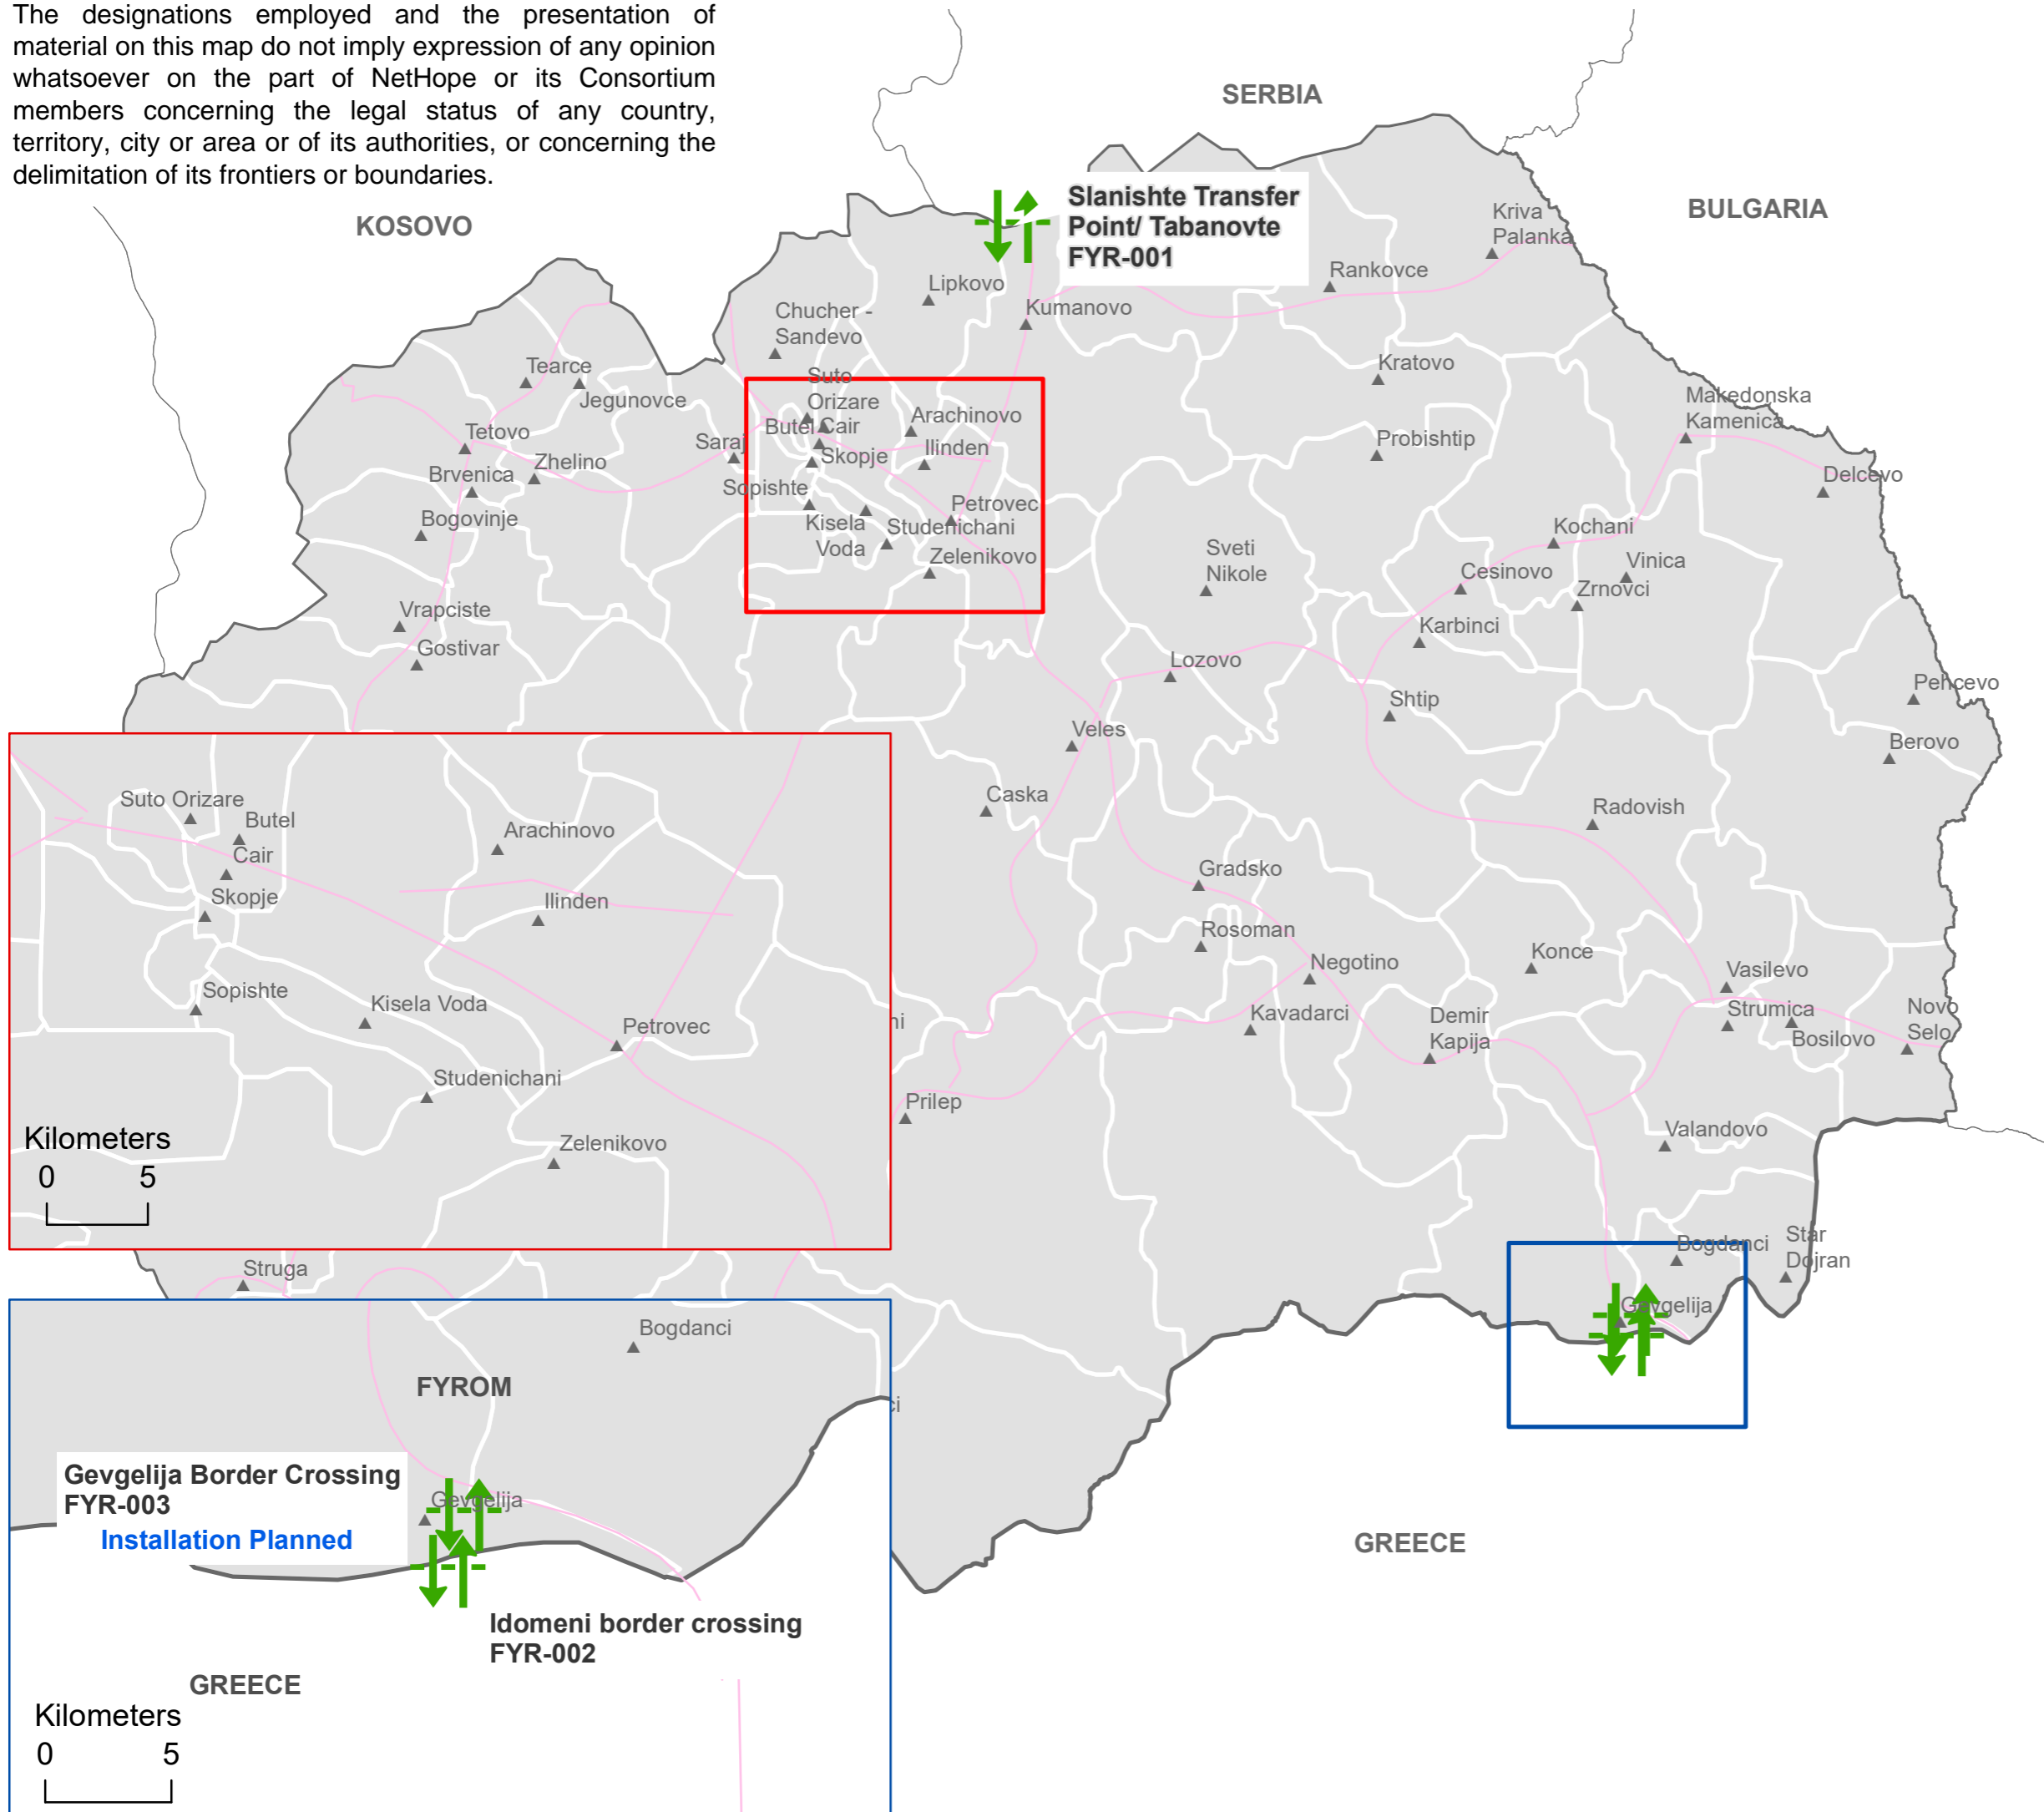 The designations employed and the presentation of
material on this map do not imply expression of any opinion
whatsoever on the part of NetHope or its Consortium
members concerning the legal status of any country,
territory, city or area or of its authorities, or concerning the
delimitation of its frontiers or boundaries.
SERBIA
KOSOVO
BULGARIA
Slanishte Transfer
Point/ Tabanovte
FYR-001
Kriva
Palanka
Rankovce
Lipkovo
Kumanovo
Chucher -
Sandevo
Tearce
Jegunovce
Kratovo
Suto
Orizare
Makedonska
Kamenica
Arachinovo
Butel
Cair
Tetovo
Saraj
Ilinden
Probishtip
Skopje
Zhelino
Brvenica
Delcevo
Sopishte
Petrovec
Bogovinje
Kisela
Voda
Studenichani
Kochani
Zelenikovo
Sveti
Nikole
Vinica
Cesinovo
Zrnovci
Vrapciste
Karbinci
Gostivar
Lozovo
Pehcevo
Shtip
Veles
Berovo
Caska
Radovish
Gradsko
Rosoman
Negotino
Konce
Vasilevo
Kavadarci
Demir
Kapija
Strumica
Bosilovo
Novo
Selo
ni
Prilep
Valandovo
Star
Dojran
Bogdanci
Gevgelija
Suto Orizare
Butel
Cair
Arachinovo
Skopje
Ilinden
Sopishte
Kisela Voda
Petrovec
Studenichani
Zelenikovo
Kilometers
0 5
Struga
Bogdanci
FYROM
ci
Gevgelija Border Crossing
FYR-003
Installation Planned
Gevgelija
Idomeni border crossing
FYR-002
GREECE
Kilometers
0 5
GREECE